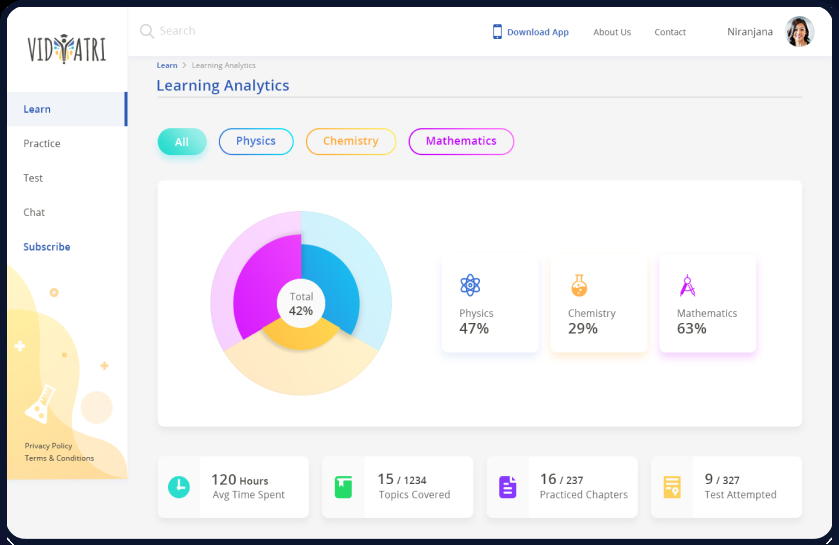 VIDYATRI
Search
Download App
About Us
Contact
Niranjana
Learn > Learning Analytics
Learning Analytics
Learn
Practice
Test
Chat
Subscribe
Privacy Policy
Terms & Conditions
All
Physics
Chemistry
Mathematics
Total
42%
Physics
47%
Chemistry
29%
Mathematics
63%
120 Hours
Avg Time Spent
15 / 1234
Topics Covered
16 / 237
Practiced Chapters
9 / 327
Test Attempted